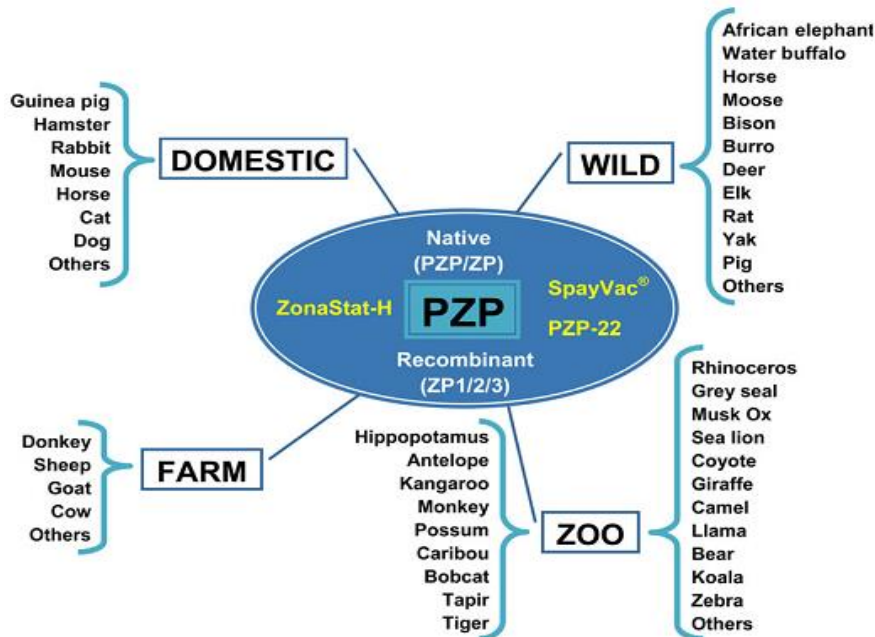 African elephant
Water buffalo
Horse
Moose
Bison
Burro
Deer
Elk
Rat
Yak
Pig
Others
WILD
Guinea pig
Hamster
Rabbit
Mouse
Horse
Cat
Dog
Others
DOMESTIC
Native
(PZP/ZP)
ZonaStat-H
PZP
SpayVac®
PZP-22
Recombinant
(ZP1/2/3)
Donkey
Sheep
Goat
Cow
Others
FARM
Hippopotamus
Antelope
Kangaroo
Monkey
Possum
Caribou
Bobcat
Tapir
Tiger
ZOO
Rhinoceros
Grey seal
Musk Ox
Sea lion
Coyote
Giraffe
Camel
Llama
Bear
Koala
Zebra
Others